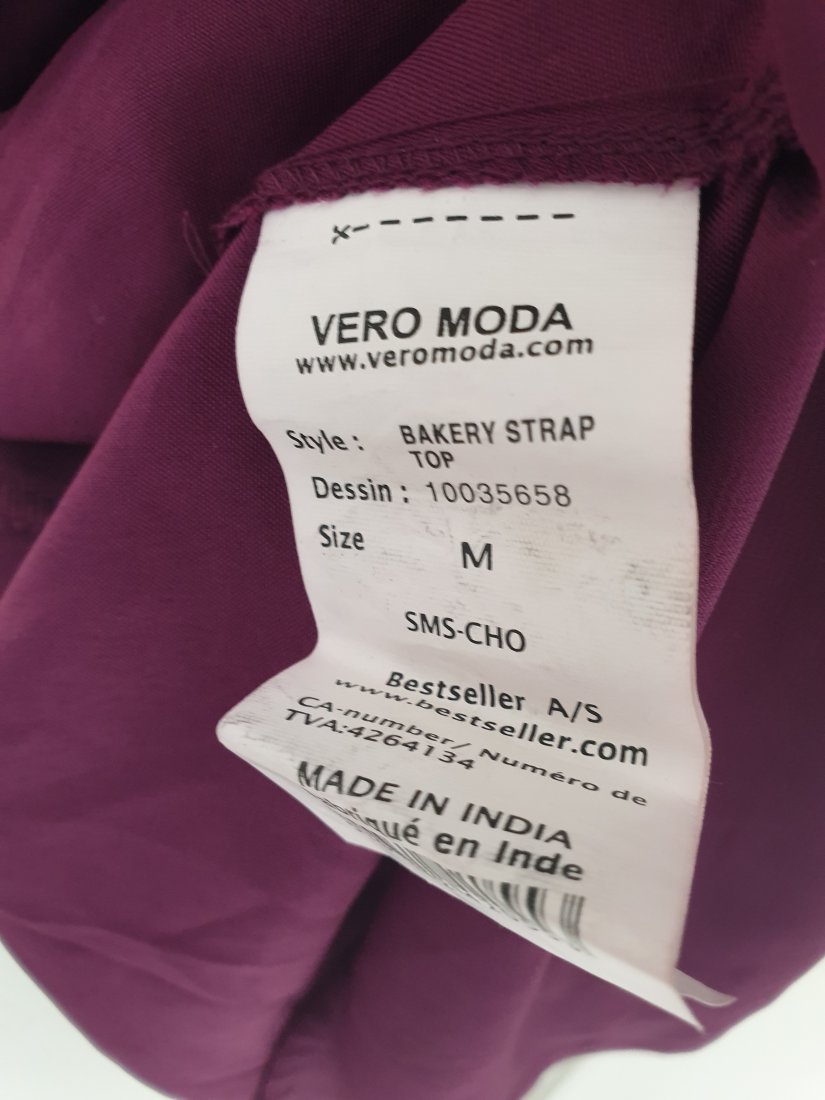 VERO MODA
www.veromoda.com
Style : BAKERY STRAP
TOP
Dessin : 10035658
Size M
SMS-CHO
Bestseller A/S
www.bestseller.com
CA-number/ Numéro de
TVA:4264134
MADE IN INDIA
en Inde